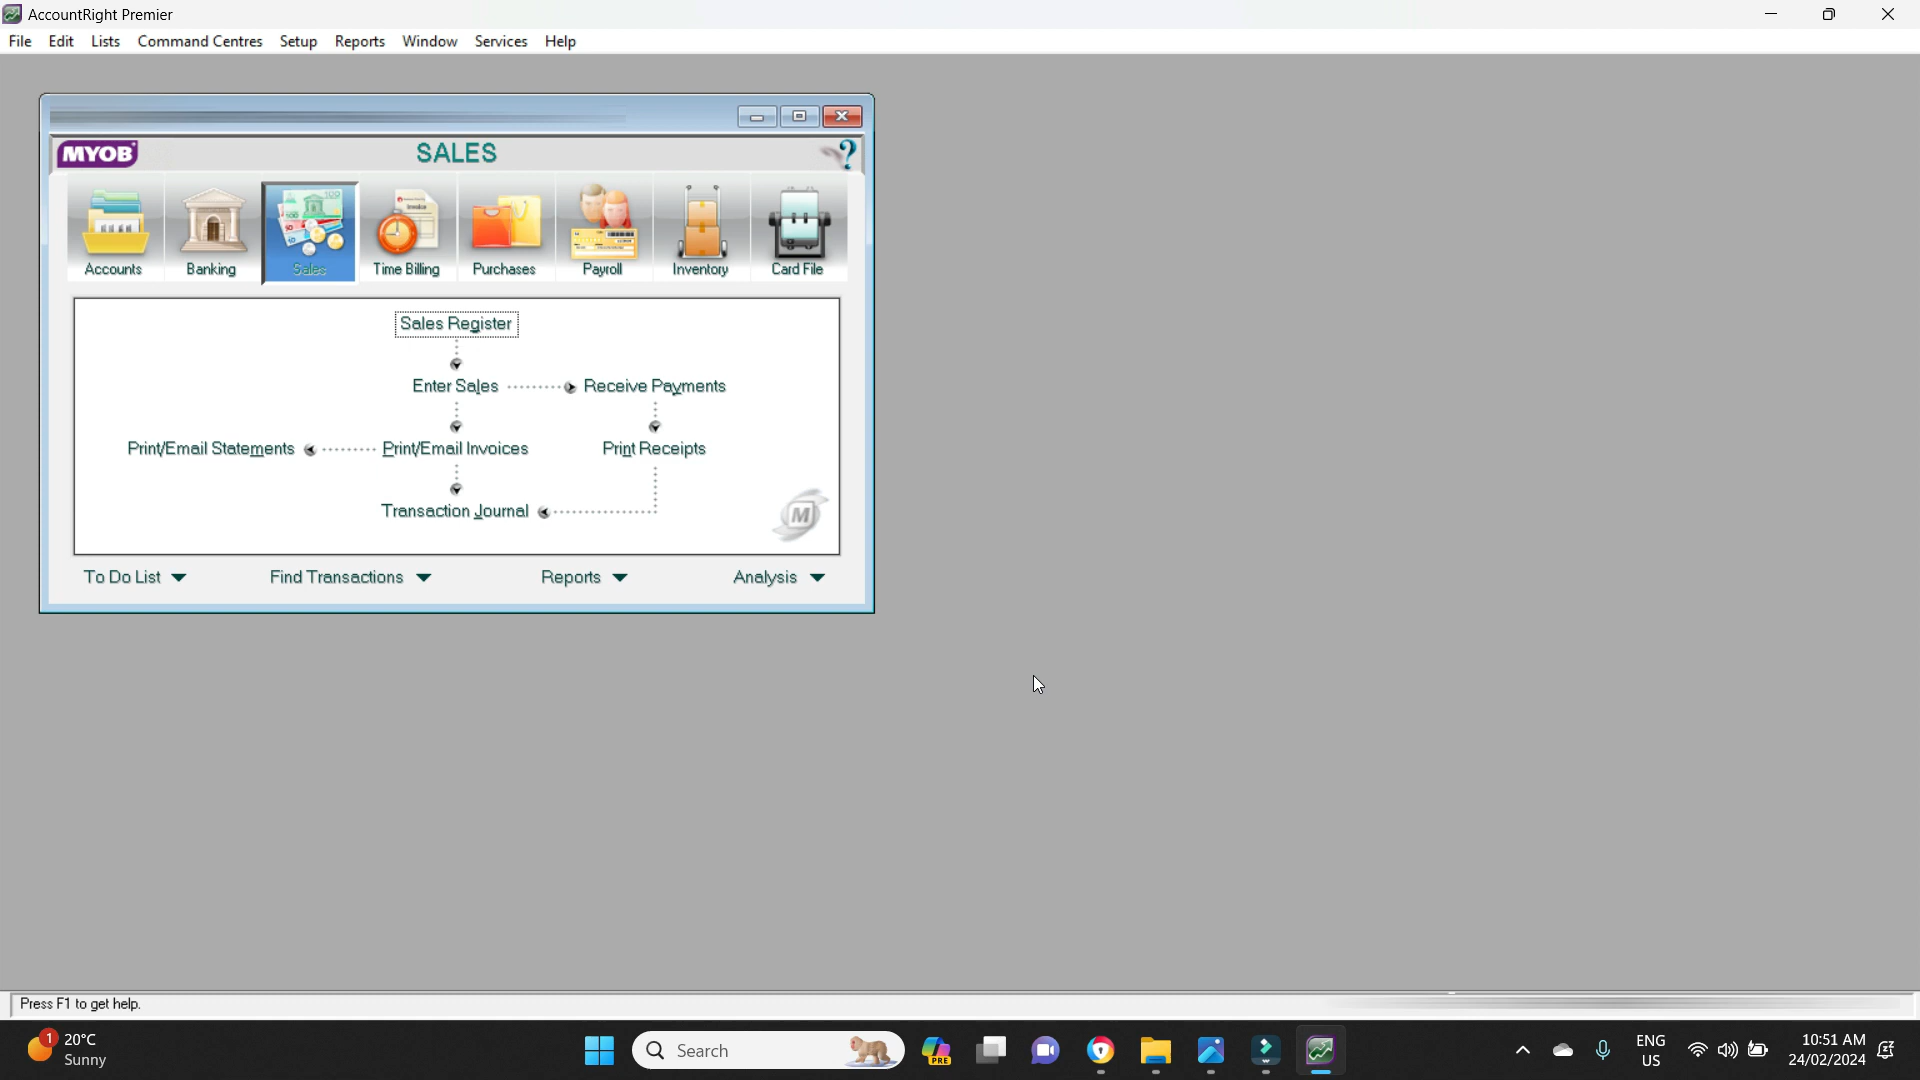 AccountRight Premier
File Edit Lists Command Centres Setup Reports Window Services Help
MYOB SALES ?
Accounts Banking Sales Time Billing Purchases Payroll Inventory Card File
Sales Register
Enter Sales Receive Payments
Print/Email Statements Print/Email Invoices Print Receipts
Transaction Journal
M
To Do List Find Transactions Reports Analysis
Press F1 to get help.
1 20°C
Sunny
Search
PRE
ENG
US
10:51 AM
24/02/2024